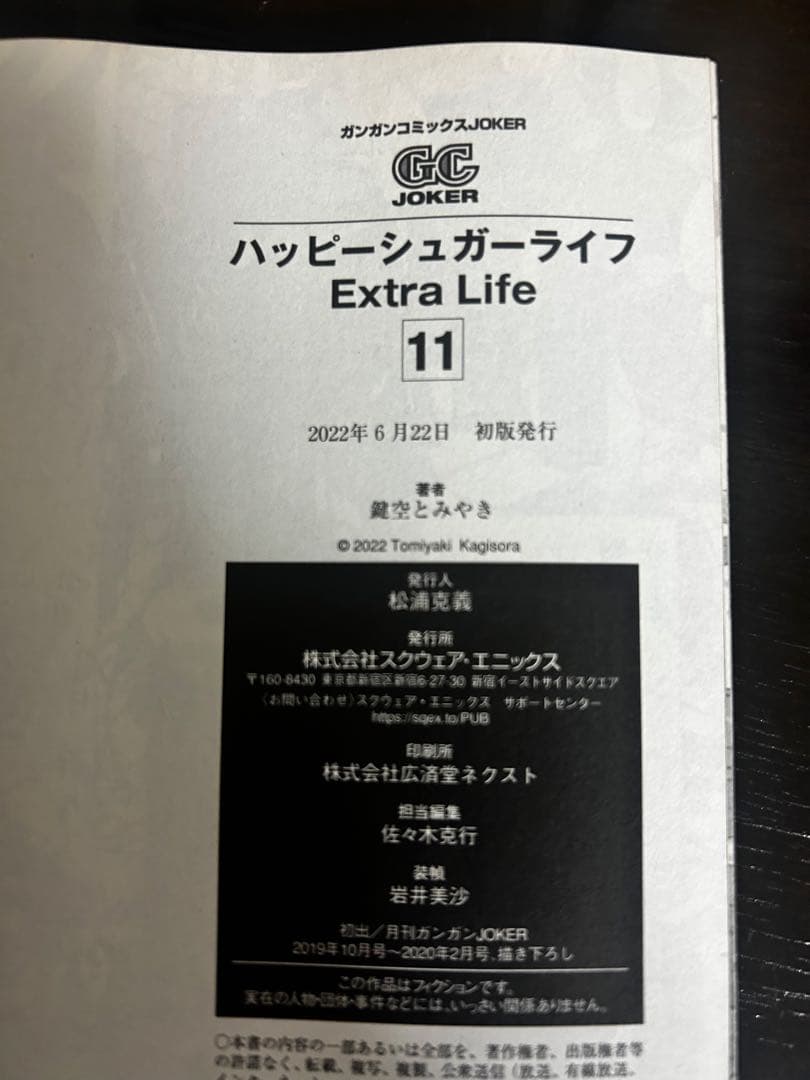 ガンガンコミックスJOKER
GC
JOKER
ハッピーシュガーライフ
Extra Life
11
2022年6月22日 初版発行
著者
鍵空とみやき
© 2022 Tomiyaki Kagisora
発行人
松浦克義
発行所
株式会社スクウェア・エニックス
〒160-8430 東京都新宿区新宿6-27-30 新宿イーストサイドスクエア
〈お問い合わせ〉スクウェア・エニックス サポートセンター
https://sqex.to/PUB
印刷所
株式会社広済堂ネクスト
担当編集
佐々木克行
装幀
岩井美沙
初出／月刊ガンガンJOKER
2019年10月号〜2020年2月号、描き下ろし
この作品はフィクションです。
実在の人物・団体・事件などには、いっさい関係ありません。
○本書の内容の一部あるいは全部を、著作権者、出版権者等
の許諾なく、転載、複写、複製、公衆送信（放送、有線放送、